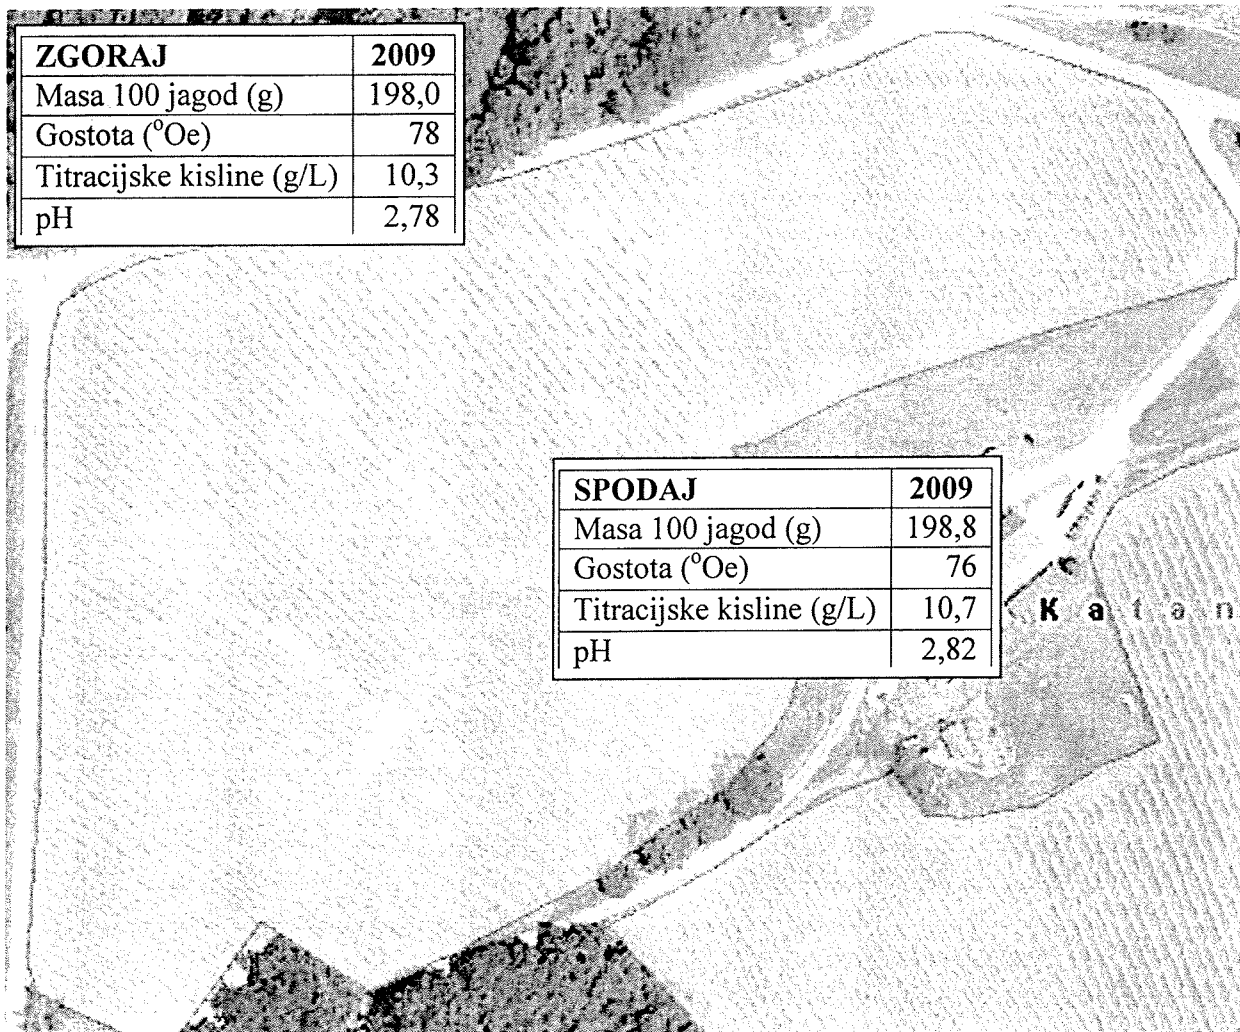 ZGORAJ 2009
Masa 100 jagod (g) 198,0
Gostota (°Oe) 78
Titracijske kisline (g/L) 10,3
pH 2,78
SPODAJ 2009
Masa 100 jagod (g) 198,8
Gostota (°Oe) 76
Titracijske kisline (g/L) 10,7
pH 2,82
Katan